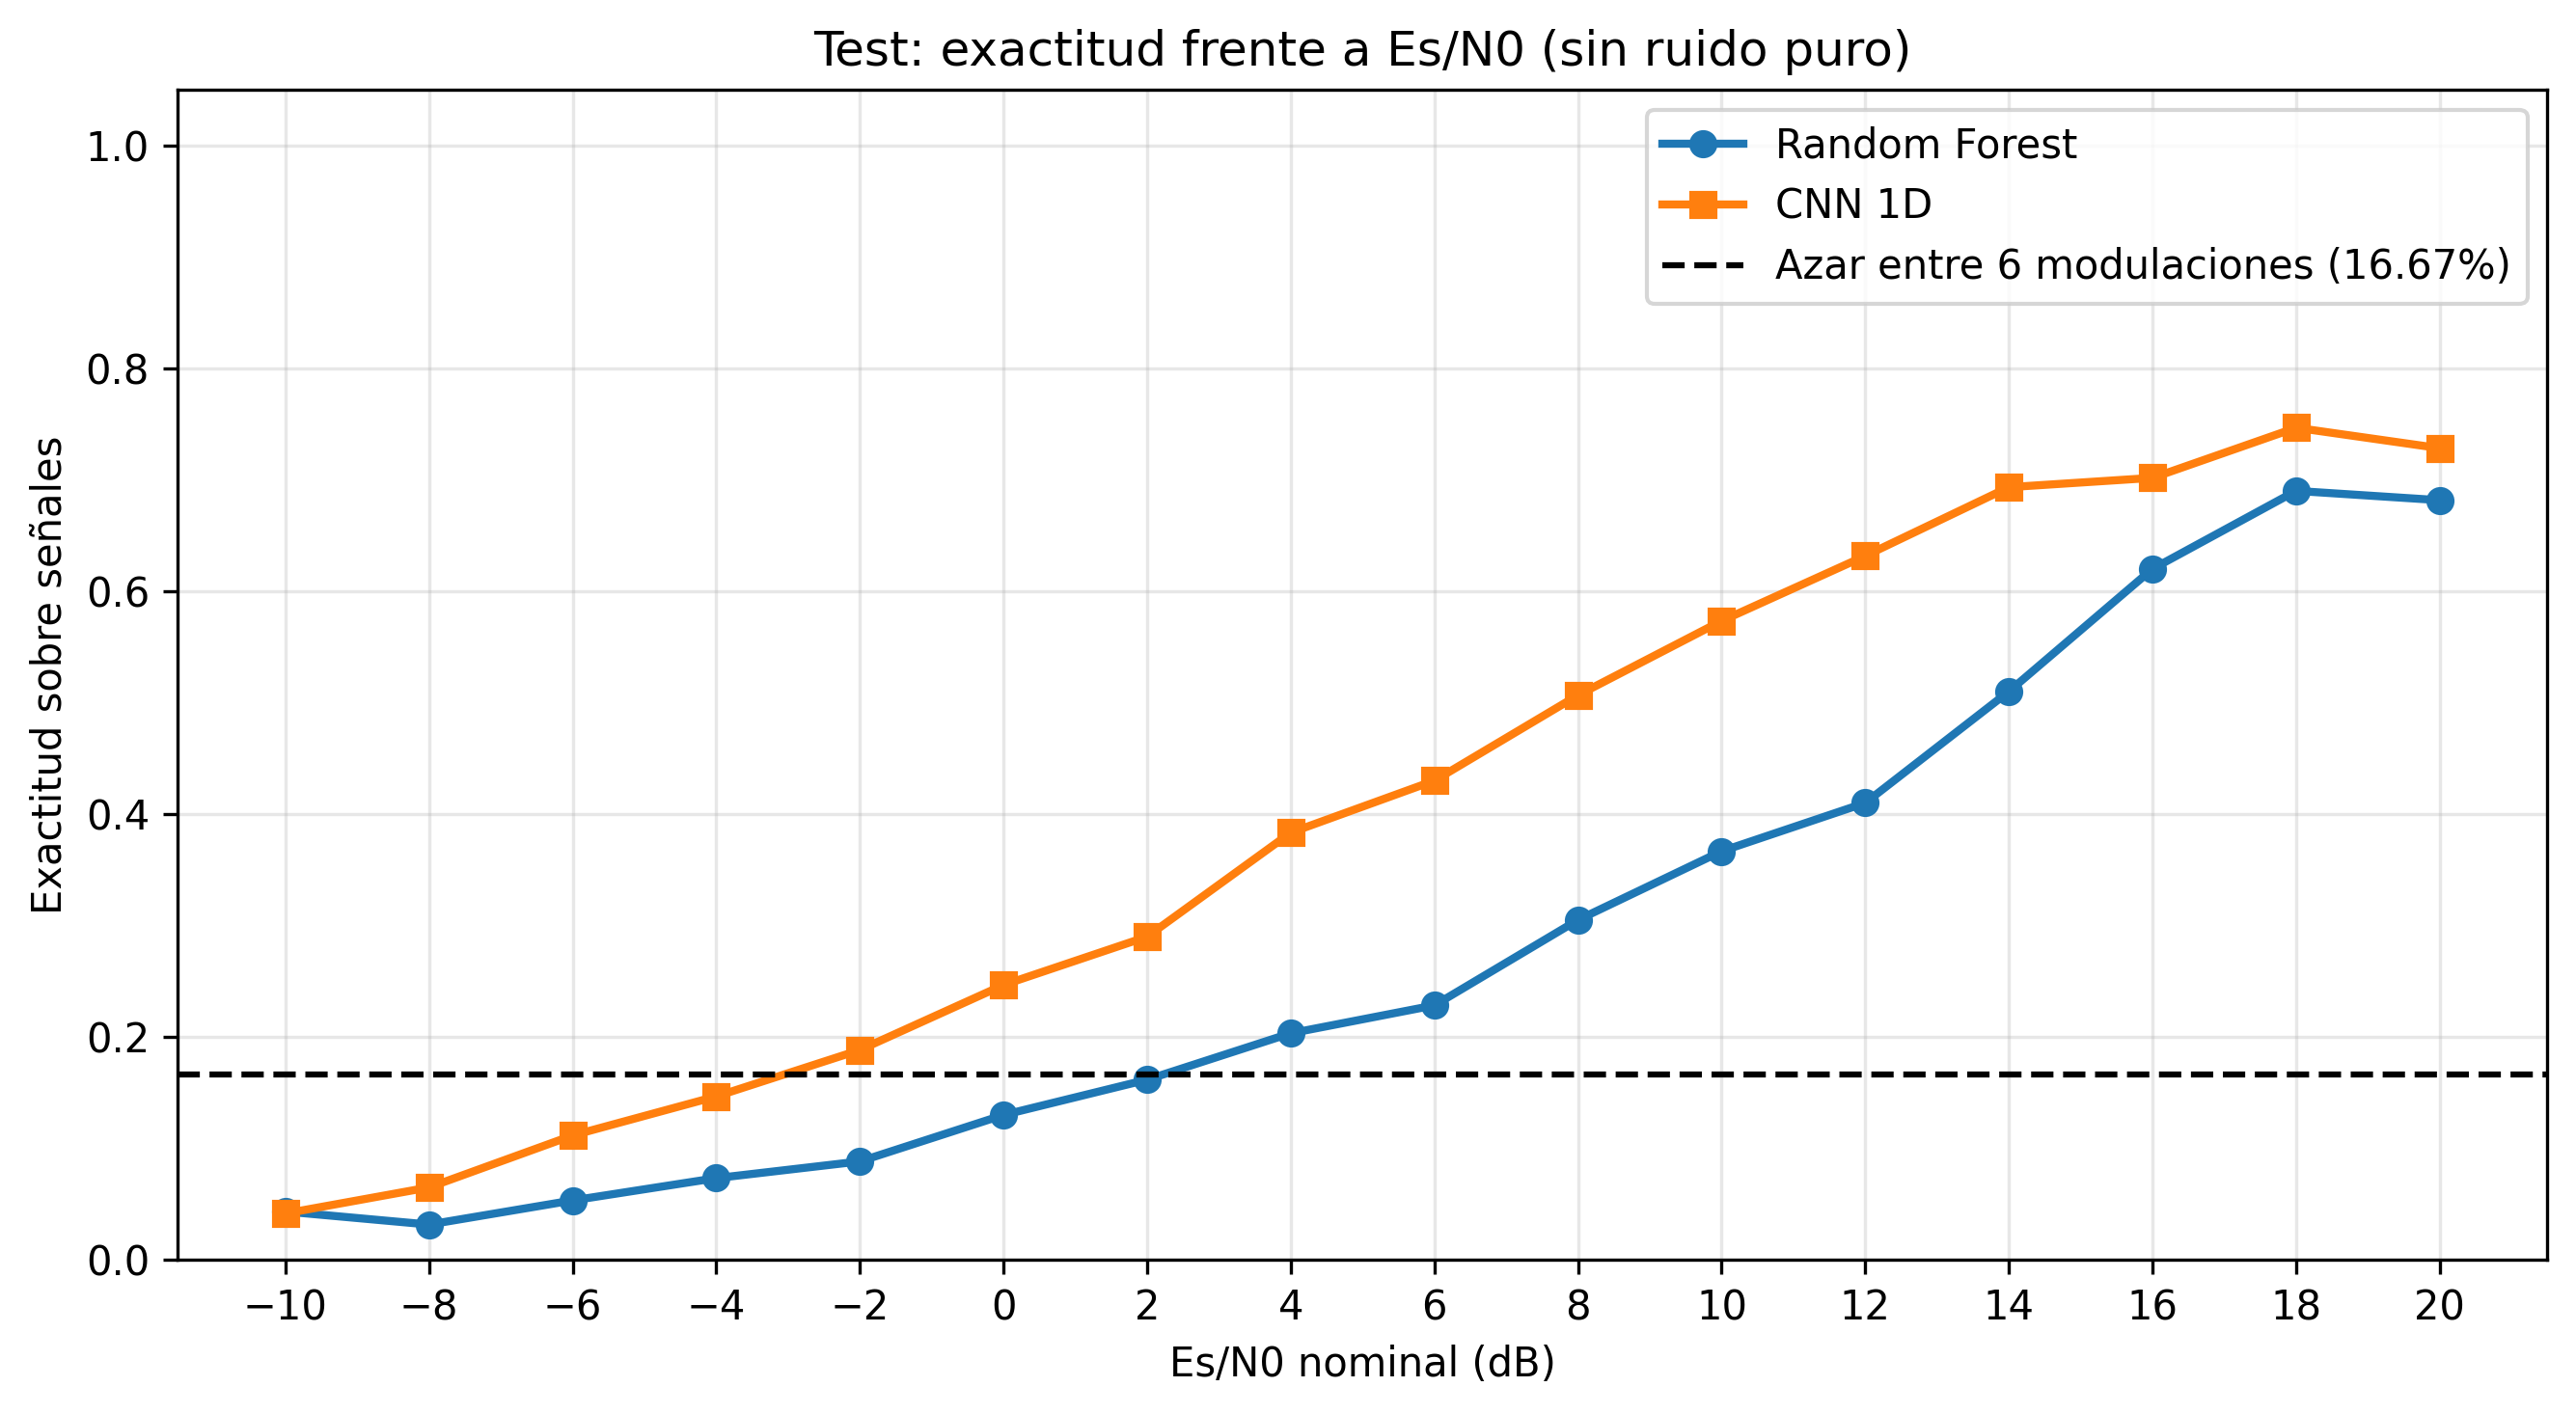 Test: exactitud frente a Es/N0 (sin ruido puro)
Random Forest
CNN 1D
Azar entre 6 modulaciones (16.67%)
Exactitud sobre señales
1.0
0.8
0.6
0.4
0.2
0.0
−10 −8 −6 −4 −2 0 2 4 6 8 10 12 14 16 18 20
Es/N0 nominal (dB)